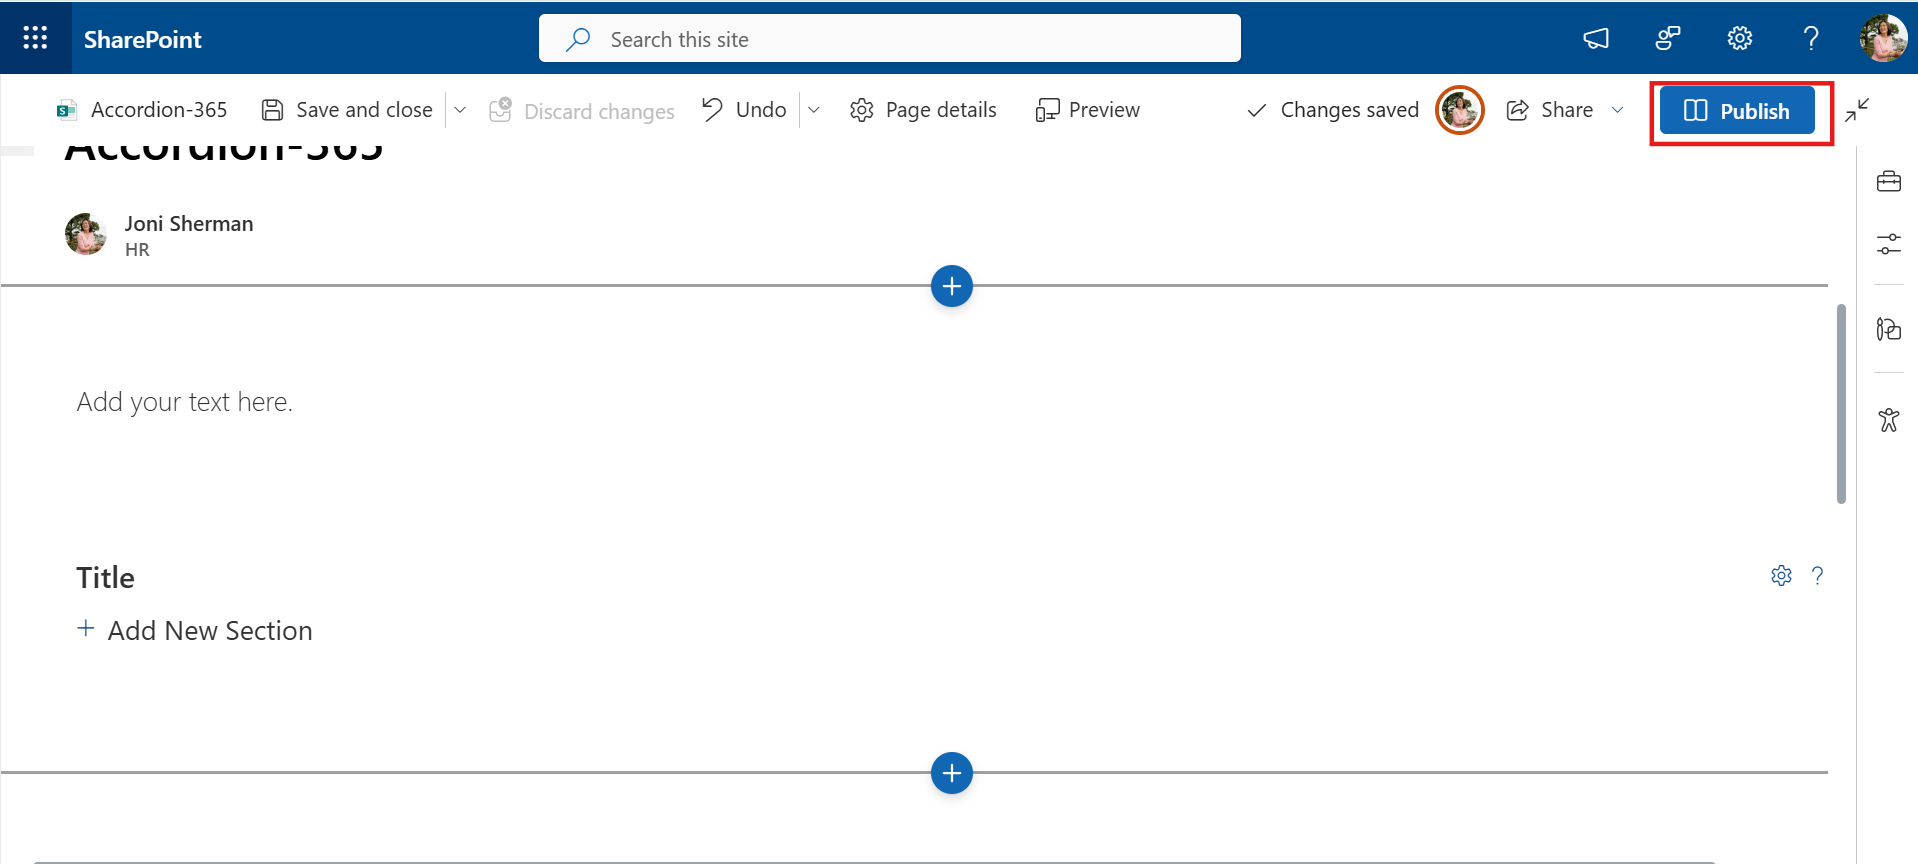 SharePoint
Search this site
?
Accordion-365
Save and close
Discard changes
Undo
Page details
Preview
Changes saved
Share
Publish
Accordion-365
Joni Sherman
HR
Add your text here.
Title
?
+ Add New Section